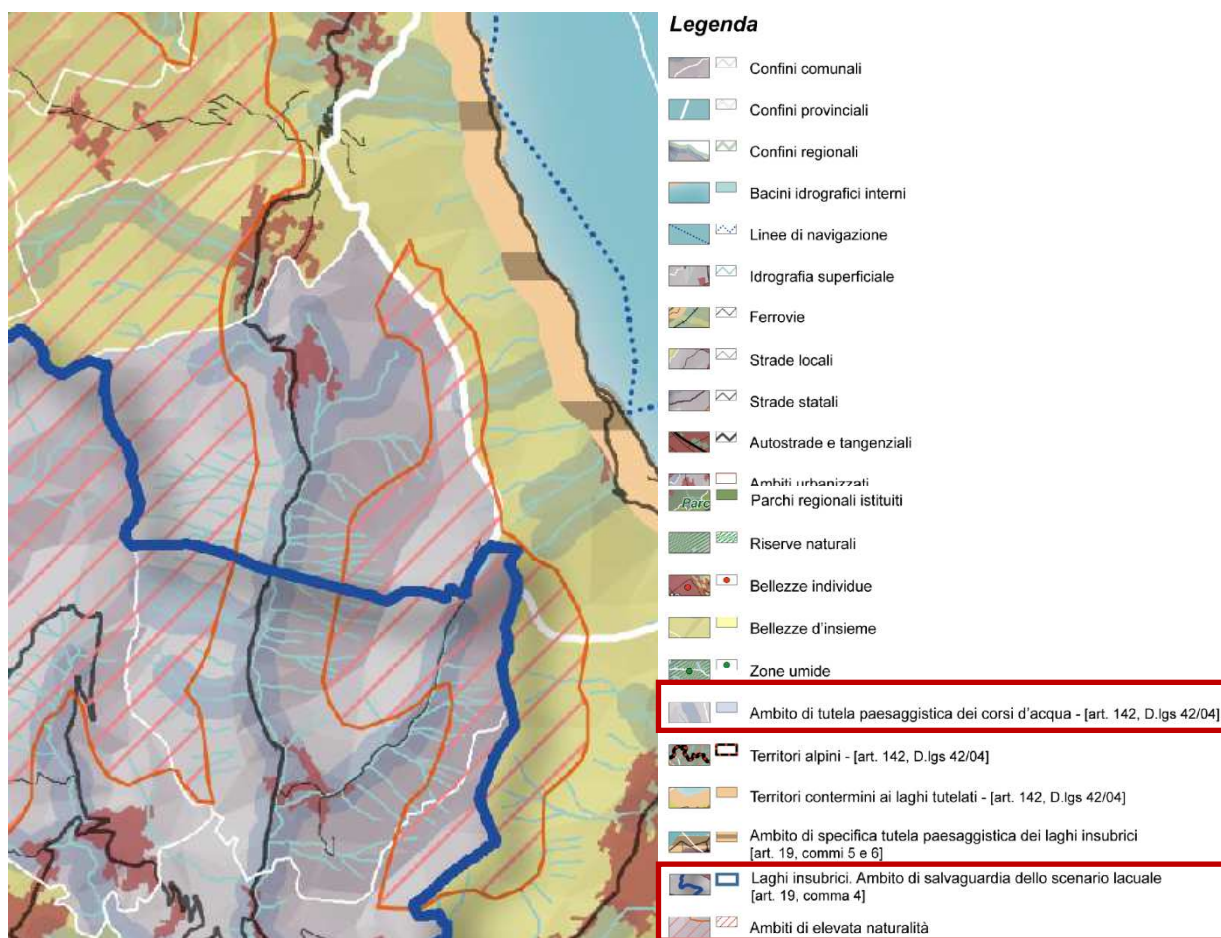 Legenda
Confini comunali
Confini provinciali
Confini regionali
Bacini idrografici interni
Linee di navigazione
Idrografia superficiale
Ferrovie
Strade locali
Strade statali
Autostrade e tangenziali
Ambiti urbanizzati
Parc
Parchi regionali istituiti
Riserve naturali
Bellezze individue
Bellezze d'insieme
Zone umide
Ambito di tutela paesaggistica dei corsi d'acqua - [art. 142, D.lgs 42/04]
Territori alpini - [art. 142, D.lgs 42/04]
Territori contermini ai laghi tutelati - [art. 142, D.lgs 42/04]
Ambito di specifica tutela paesaggistica dei laghi insubrici
[art. 19, commi 5 e 6]
Laghi insubrici. Ambito di salvaguardia dello scenario lacuale
[art. 19, comma 4]
Ambiti di elevata naturalità